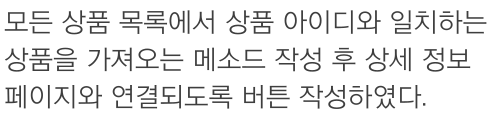 모든 상품 목록에서 상품 아이디와 일치하는
상품을 가져오는 메소드 작성 후 상세 정보
페이지와 연결되도록 버튼 작성하였다.